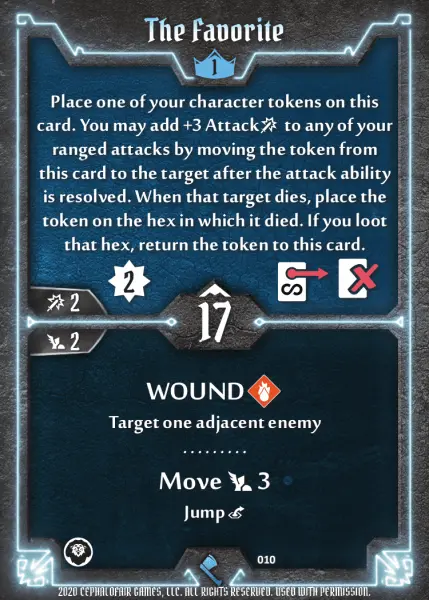 The Favorite
1
Place one of your character tokens on this
card. You may add +3 Attack to any of your
ranged attacks by moving the token from
this card to the target after the attack ability
is resolved. When that target dies, place the
token on the hex in which it died. If you loot
that hex, return the token to this card.
2
2
17
2
WOUND
Target one adjacent enemy
.........
Move 3
Jump
010
2020 CEPHALOFAIR GAMES, LLC. ALL RIGHTS RESERVED. USED WITH PERMISSION.